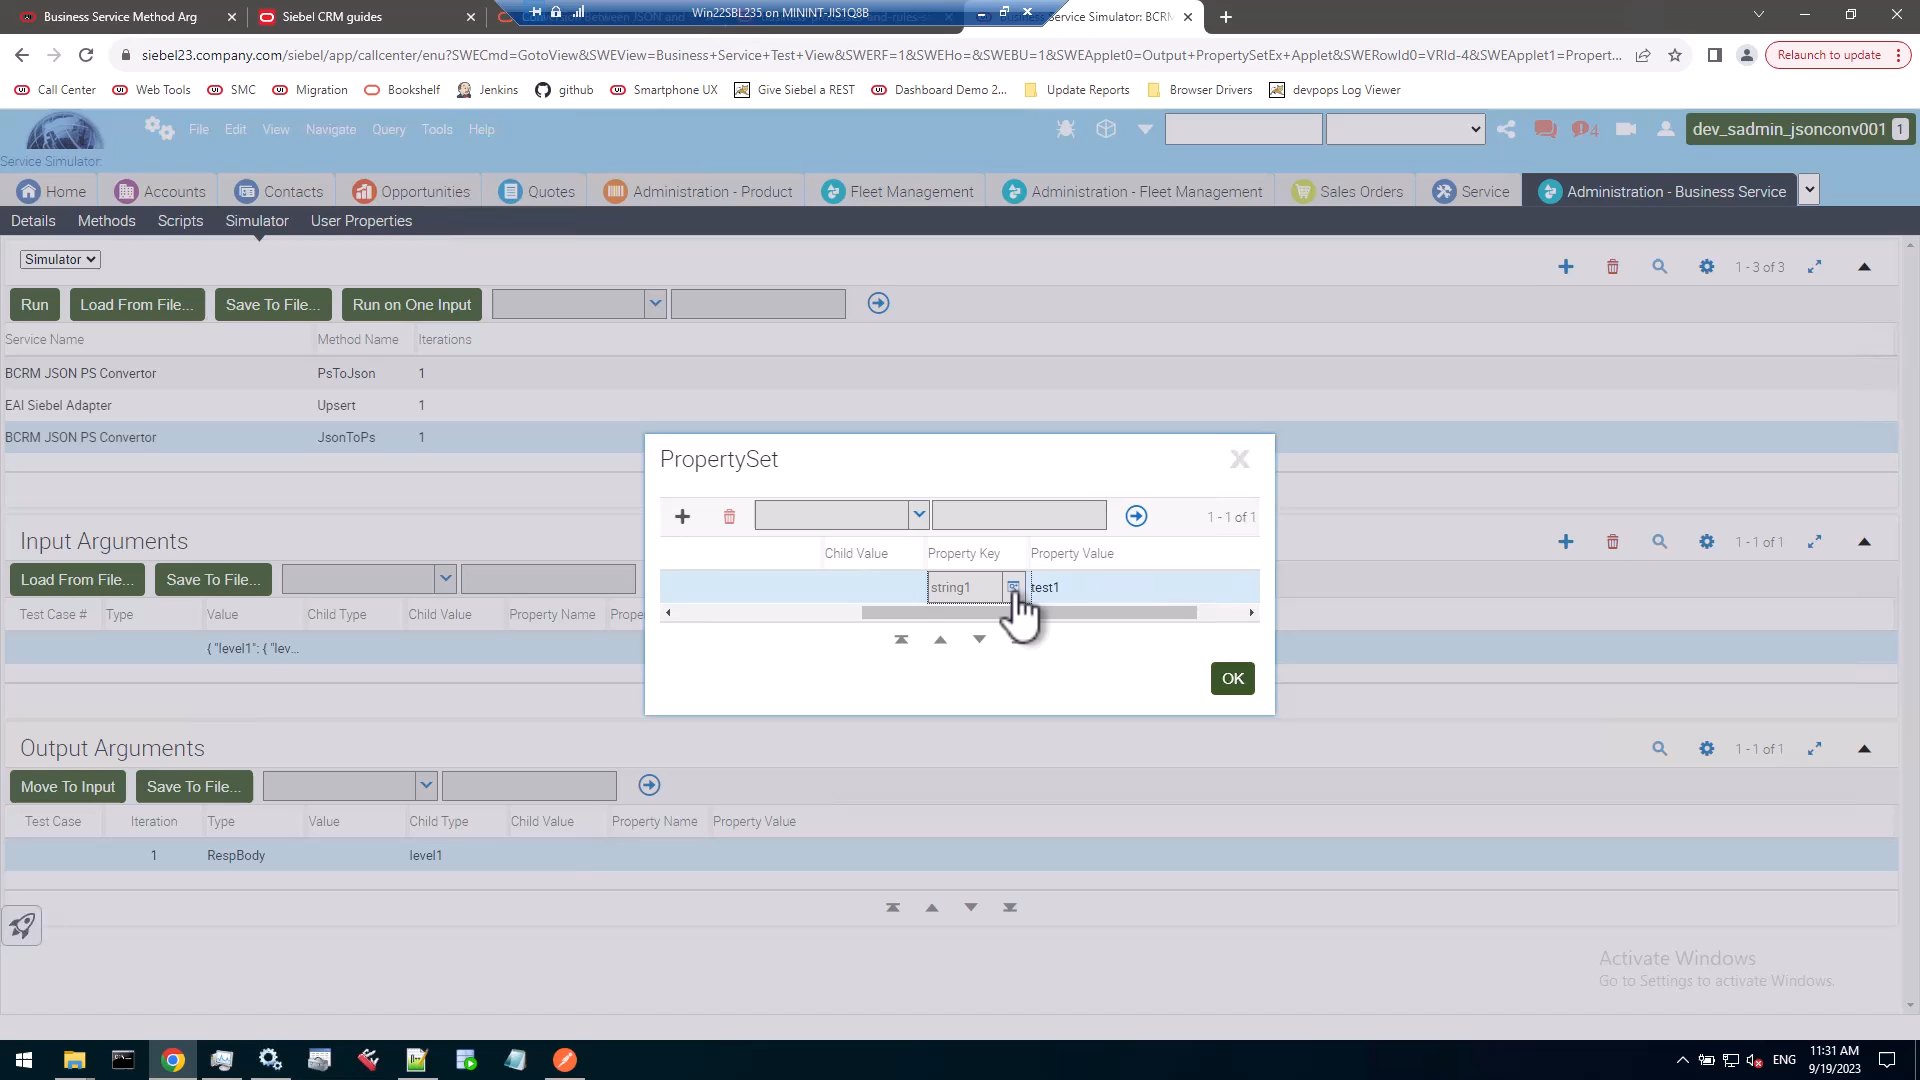 Business Service Method Arg
Siebel CRM guides
Win22SBL235 on MININT-JIS1Q8B
Business Service Simulator: BCRM
siebel23.company.com/siebel/app/callcenter/enu?SWECmd=GotoView&SWEView=Business+Service+Test+View&SWERF=1&SWEHo=&SWEBU=1&SWEApplet0=Output+PropertySetEx+Applet&SWERowId0=VRId-4&SWEApplet1=Propert...
Relaunch to update
Call Center
Web Tools
SMC
Migration
Bookshelf
Jenkins
github
Smartphone UX
Give Siebel a REST
Dashboard Demo 2...
Update Reports
Browser Drivers
devpops Log Viewer
File
Edit
View
Navigate
Query
Tools
Help
4
dev_sadmin_jsonconv001 1
Service Simulator:
Home
Accounts
Contacts
Opportunities
Quotes
Administration - Product
Fleet Management
Administration - Fleet Management
Sales Orders
Service
Administration - Business Service
Details
Methods
Scripts
Simulator
User Properties
Simulator
1 - 3 of 3
Run
Load From File...
Save To File...
Run on One Input
Service Name
Method Name
Iterations
BCRM JSON PS Convertor PsToJson 1
EAI Siebel Adapter Upsert 1
BCRM JSON PS Convertor JsonToPs 1
PropertySet
X
1 - 1 of 1
Child Value
Property Key
Property Value
string1
test1
OK
Input Arguments
1 - 1 of 1
Load From File...
Save To File...
Test Case #
Type
Value
Child Type
Child Value
Property Name
Prope
{ "level1": { "lev...
Output Arguments
1 - 1 of 1
Move To Input
Save To File...
Test Case
Iteration
Type
Value
Child Type
Child Value
Property Name
Property Value
1 RespBody level1
Activate Windows
Go to Settings to activate Windows.
ENG
11:31 AM
9/19/2023